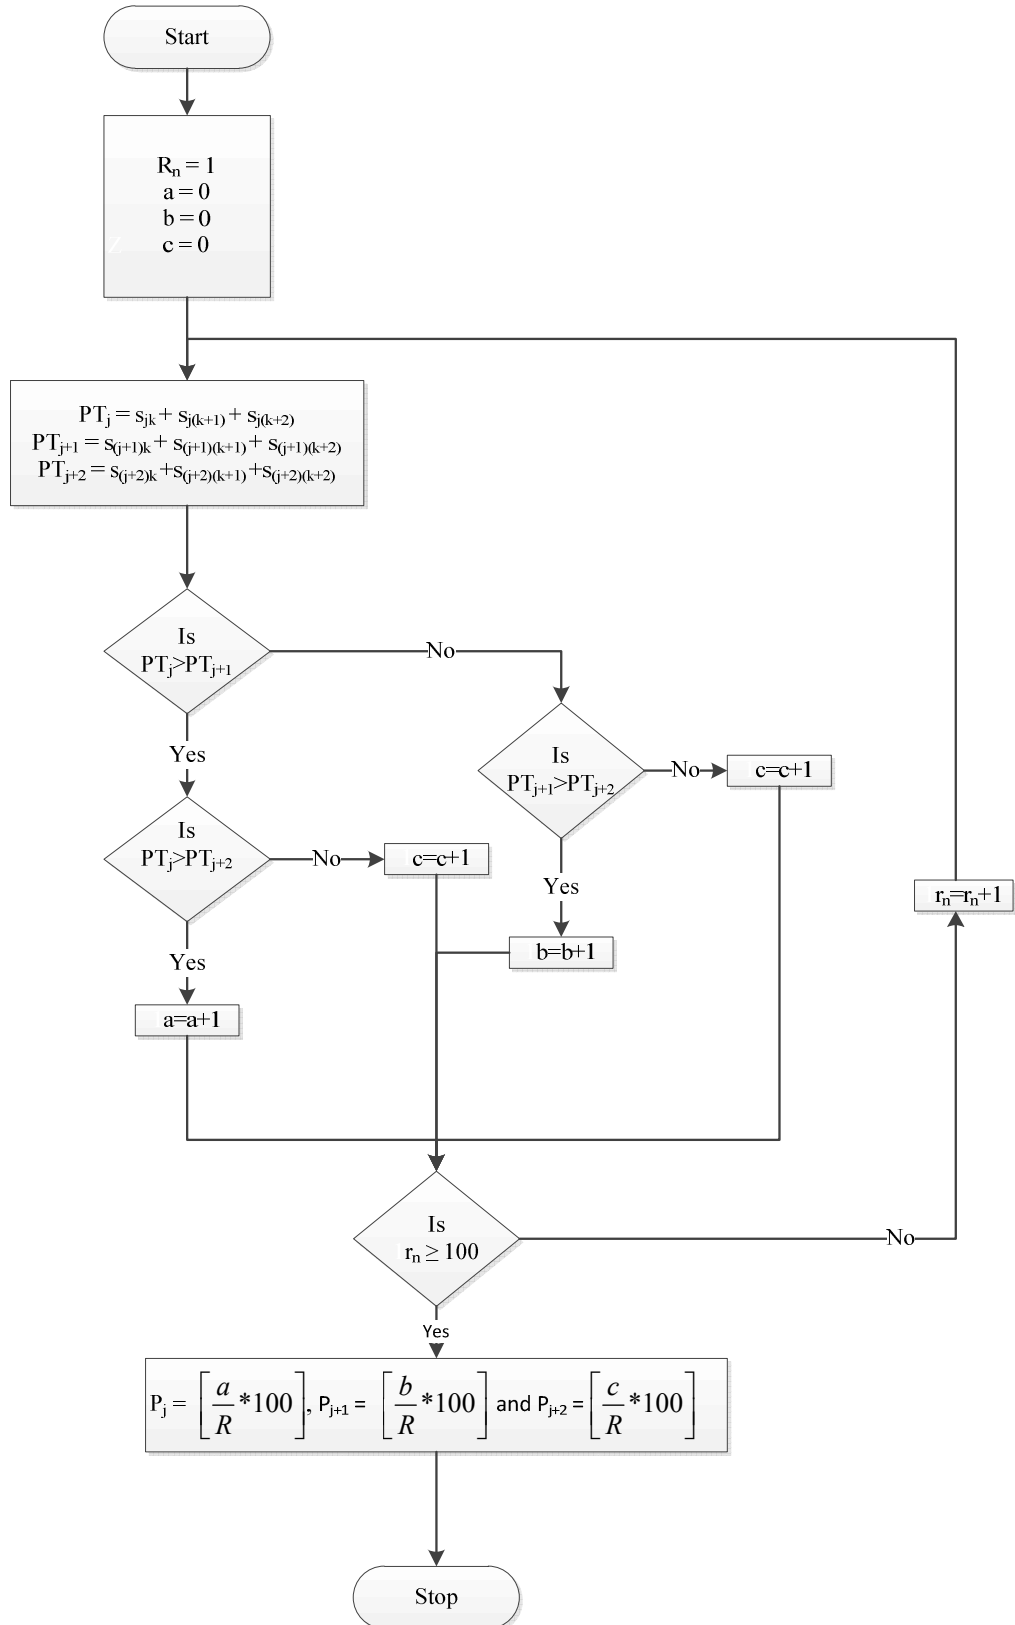 Start
Rn = 1
a = 0
b = 0
Z
c = 0
PTj = sjk + sj(k+1) + sj(k+2)
PTj+1 = s(j+1)k + s(j+1)(k+1) + s(j+1)(k+2)
PTj+2 = s(j+2)k +s(j+2)(k+1) +s(j+2)(k+2)
Is
PTj>PTj+1
No
Yes
Is
PTj+1>PTj+2
No
c=c+1
Is
PTj>PTj+2
No
c=c+1
Yes
b=b+1
rn=rn+1
Yes
a=a+1
Is
rn ≥ 100
No
Yes
Pj = [a/R *100], Pj+1 = [b/R *100] and Pj+2 = [c/R *100]
Stop